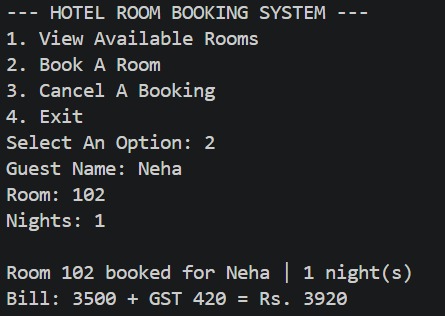 --- HOTEL ROOM BOOKING SYSTEM ---
1. View Available Rooms
2. Book A Room
3. Cancel A Booking
4. Exit
Select An Option: 2
Guest Name: Neha
Room: 102
Nights: 1

Room 102 booked for Neha | 1 night(s)
Bill: 3500 + GST 420 = Rs. 3920